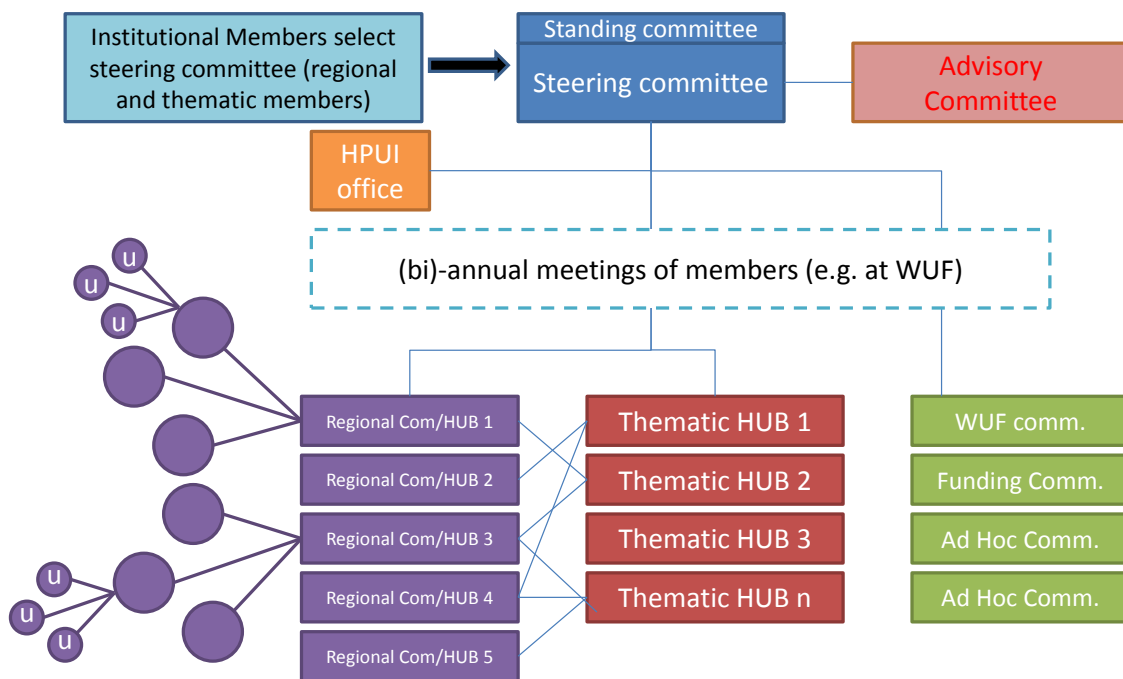 Institutional Members select
steering committee (regional
and thematic members)
Standing committee
Steering committee
Advisory
Committee
HPUI
office
(bi)-annual meetings of members (e.g. at WUF)
u
u
u
Regional Com/HUB 1
Thematic HUB 1
WUF comm.
Regional Com/HUB 2
Thematic HUB 2
Funding Comm.
Regional Com/HUB 3
Thematic HUB 3
Ad Hoc Comm.
u
u
u
Regional Com/HUB 4
Thematic HUB n
Ad Hoc Comm.
Regional Com/HUB 5